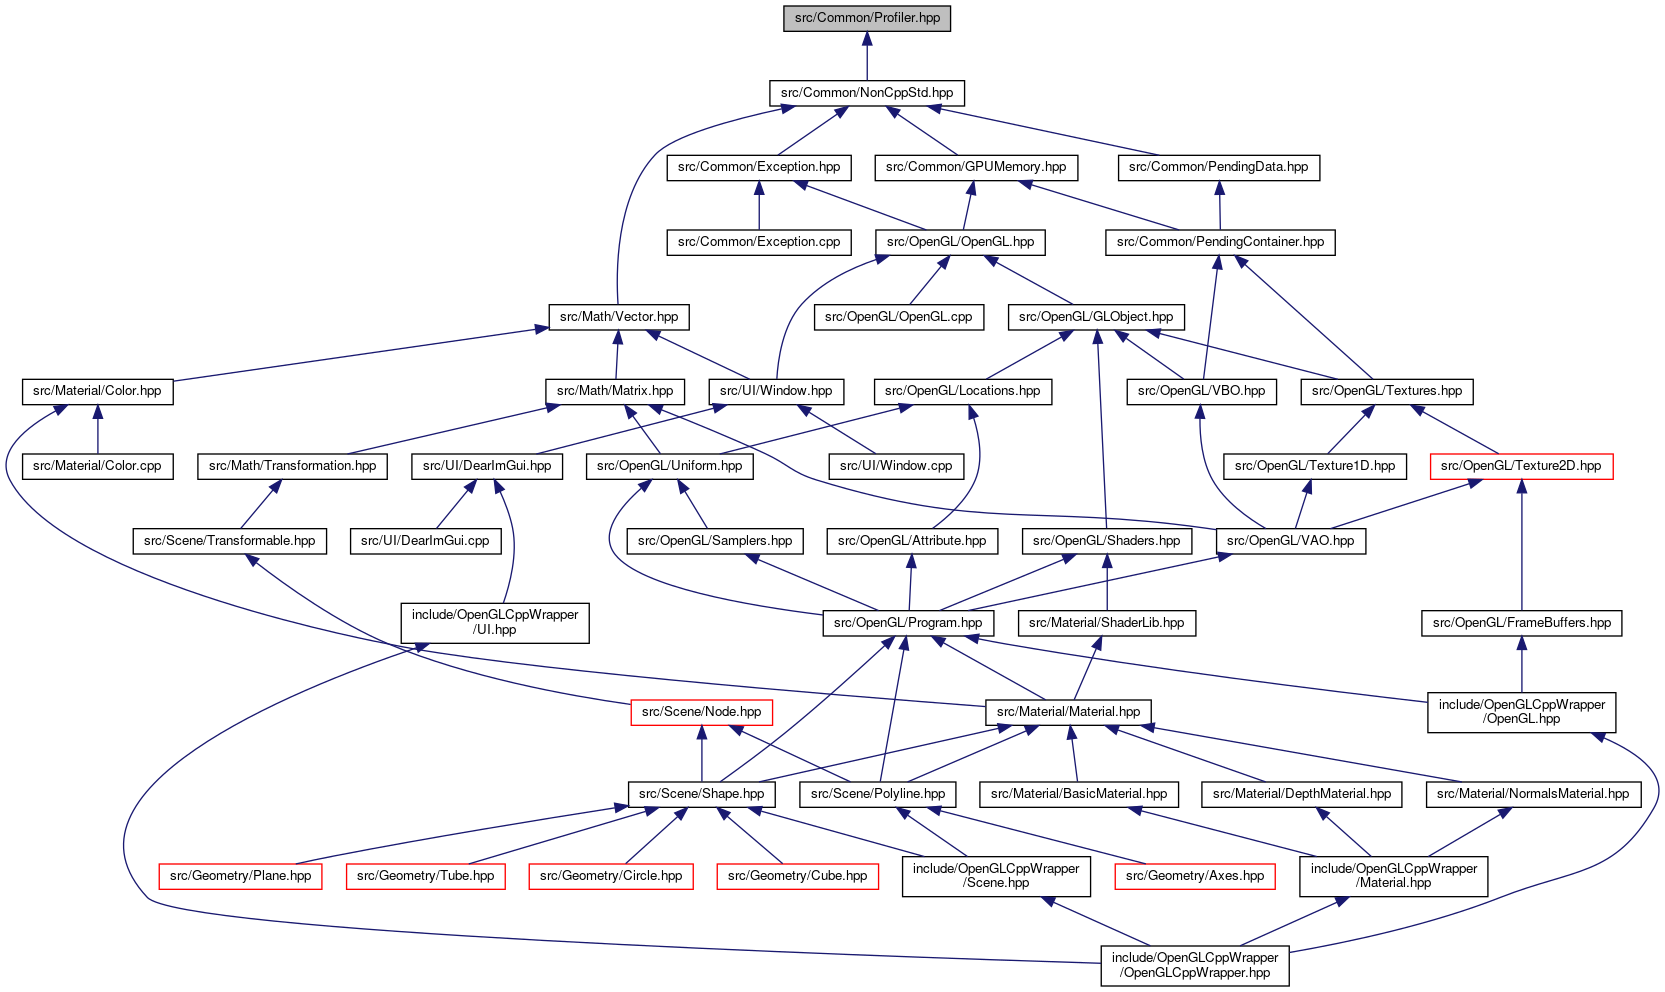 src/Common/Profiler.hpp
src/Common/NonCppStd.hpp
src/Common/Exception.hpp
src/Common/GPUMemory.hpp
src/Common/PendingData.hpp
src/Common/Exception.cpp
src/OpenGL/OpenGL.hpp
src/Common/PendingContainer.hpp
src/Math/Vector.hpp
src/OpenGL/OpenGL.cpp
src/OpenGL/GLObject.hpp
src/Material/Color.hpp
src/Math/Matrix.hpp
src/UI/Window.hpp
src/OpenGL/Locations.hpp
src/OpenGL/VBO.hpp
src/OpenGL/Textures.hpp
src/Material/Color.cpp
src/Math/Transformation.hpp
src/UI/DearImGui.hpp
src/OpenGL/Uniform.hpp
src/UI/Window.cpp
src/OpenGL/Texture1D.hpp
src/OpenGL/Texture2D.hpp
src/Scene/Transformable.hpp
src/UI/DearImGui.cpp
src/OpenGL/Samplers.hpp
src/OpenGL/Attribute.hpp
src/OpenGL/Shaders.hpp
src/OpenGL/VAO.hpp
include/OpenGLCppWrapper
/UI.hpp
src/OpenGL/Program.hpp
src/Material/ShaderLib.hpp
src/OpenGL/FrameBuffers.hpp
src/Scene/Node.hpp
src/Material/Material.hpp
include/OpenGLCppWrapper
/OpenGL.hpp
src/Scene/Shape.hpp
src/Scene/Polyline.hpp
src/Material/BasicMaterial.hpp
src/Material/DepthMaterial.hpp
src/Material/NormalsMaterial.hpp
src/Geometry/Plane.hpp
src/Geometry/Tube.hpp
src/Geometry/Circle.hpp
src/Geometry/Cube.hpp
include/OpenGLCppWrapper
/Scene.hpp
src/Geometry/Axes.hpp
include/OpenGLCppWrapper
/Material.hpp
include/OpenGLCppWrapper
/OpenGLCppWrapper.hpp